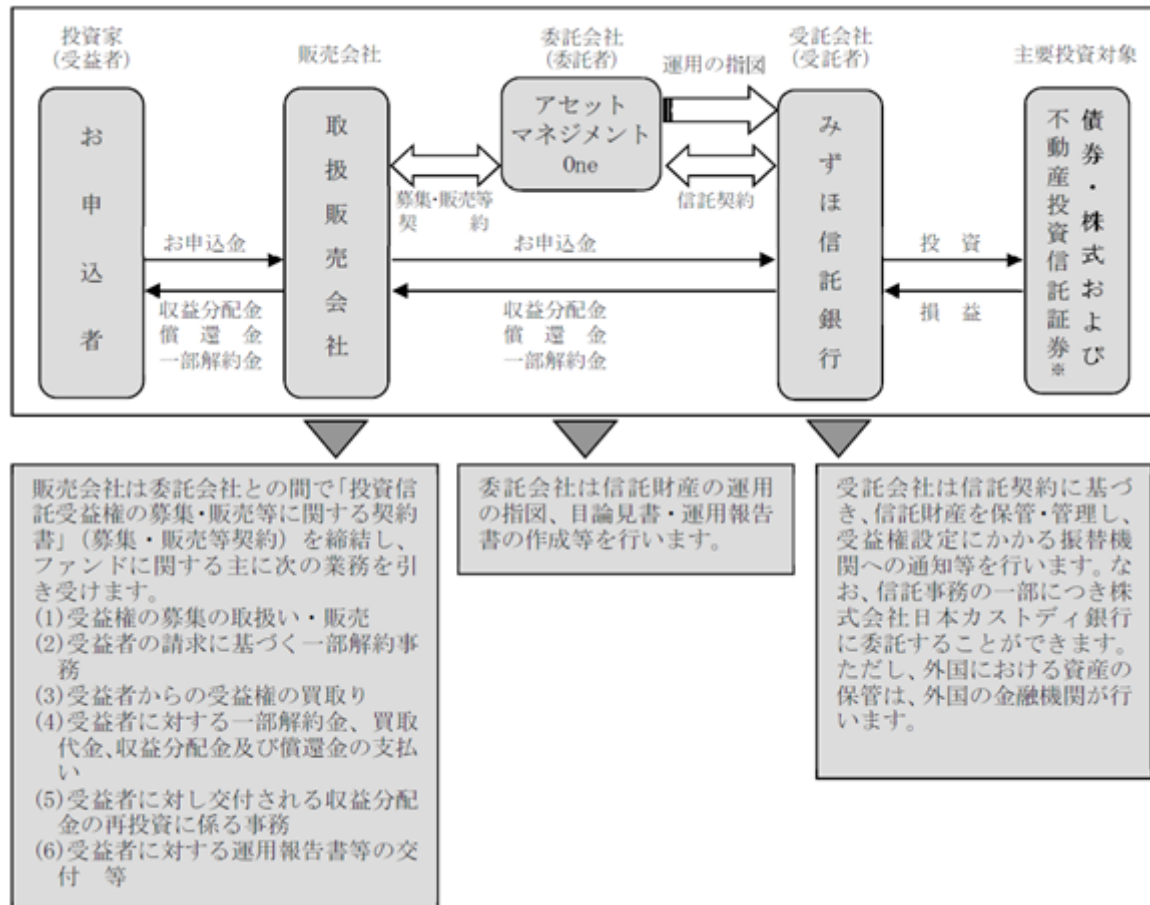 投資家
(受益者)
販売会社
委託会社
(委託者)
運用の指図
受託会社
(受託者)
主要投資対象
お申込者
取扱販売会社
アセット
マネジメント
One
みずほ信託銀行
債券・株式および
不動産投資信託証券※
募集・販売等
契約
信託契約
お申込金
お申込金
投資
収益分配金
償還金
一部解約金
収益分配金
償還金
一部解約金
損益
販売会社は委託会社との間で「投資信
託受益権の募集・販売等に関する契約
書」（募集・販売等契約）を締結し、
ファンドに関する主に次の業務を引
き受けます。
(1)受益権の募集の取扱い・販売
(2)受益者の請求に基づく一部解約事
務
(3)受益者からの受益権の買取り
(4)受益者に対する一部解約金、買取
代金、収益分配金及び償還金の支払
い
(5)受益者に対し交付される収益分配
金の再投資に係る事務
(6)受益者に対する運用報告書等の交
付　等
委託会社は信託財産の運用
の指図、目論見書・運用報告
書の作成等を行います。
受託会社は信託契約に基づ
き、信託財産を保管・管理し、
受益権設定にかかる振替機
関への通知等を行います。な
お、信託事務の一部につき株
式会社日本カストディ銀行
に委託することができます。
ただし、外国における資産の
保管は、外国の金融機関が行
います。